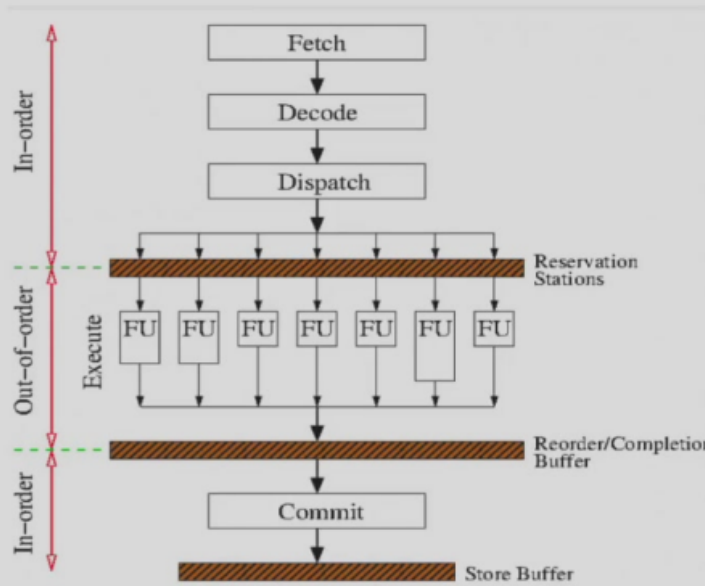 Fetch
Decode
Dispatch
In-order
Reservation
Stations
FU FU FU FU FU FU FU
Execute
Out-of-order
Reorder/Completion
Buffer
Commit
In-order
Store Buffer